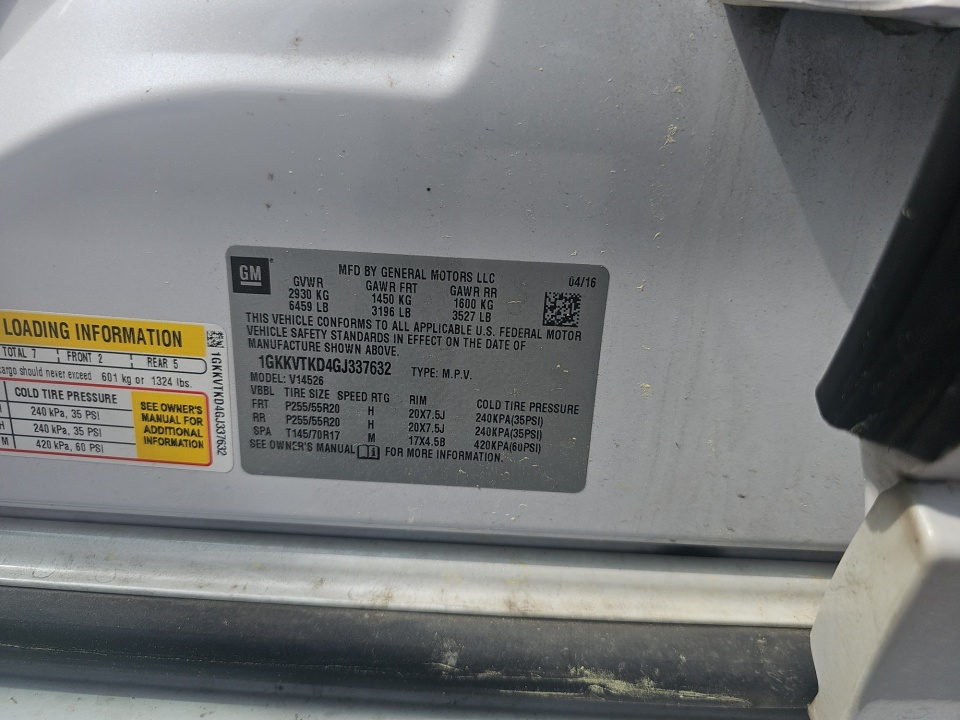 GM
MFD BY GENERAL MOTORS LLC
04/16
GVWR GAWR FRT GAWR RR
2930 KG 1450 KG 1600 KG
6459 LB 3196 LB 3527 LB
THIS VEHICLE CONFORMS TO ALL APPLICABLE U.S. FEDERAL MOTOR
VEHICLE SAFETY STANDARDS IN EFFECT ON THE DATE OF
MANUFACTURE SHOWN ABOVE.
1GKKVTKD4GJ337632 TYPE: M.P.V.
MODEL: V14526
VBBL TIRE SIZE SPEED RTG RIM COLD TIRE PRESSURE
FRT P255/55R20 H 20X7.5J 240KPA(35PSI)
RR P255/55R20 H 20X7.5J 240KPA(35PSI)
SPA T145/70R17 M 17X4.5B 420KPA(60PSI)
SEE OWNER'S MANUAL FOR MORE INFORMATION.
LOADING INFORMATION
TOTAL 7 FRONT 2 REAR 5
should never exceed 601 kg or 1324 lbs.
COLD TIRE PRESSURE
H 240 kPa, 35 PSI
H 240 kPa, 35 PSI
M 420 kPa, 60 PSI
SEE OWNER'S
MANUAL FOR
ADDITIONAL
INFORMATION
1GKKVTKD4GJ337632